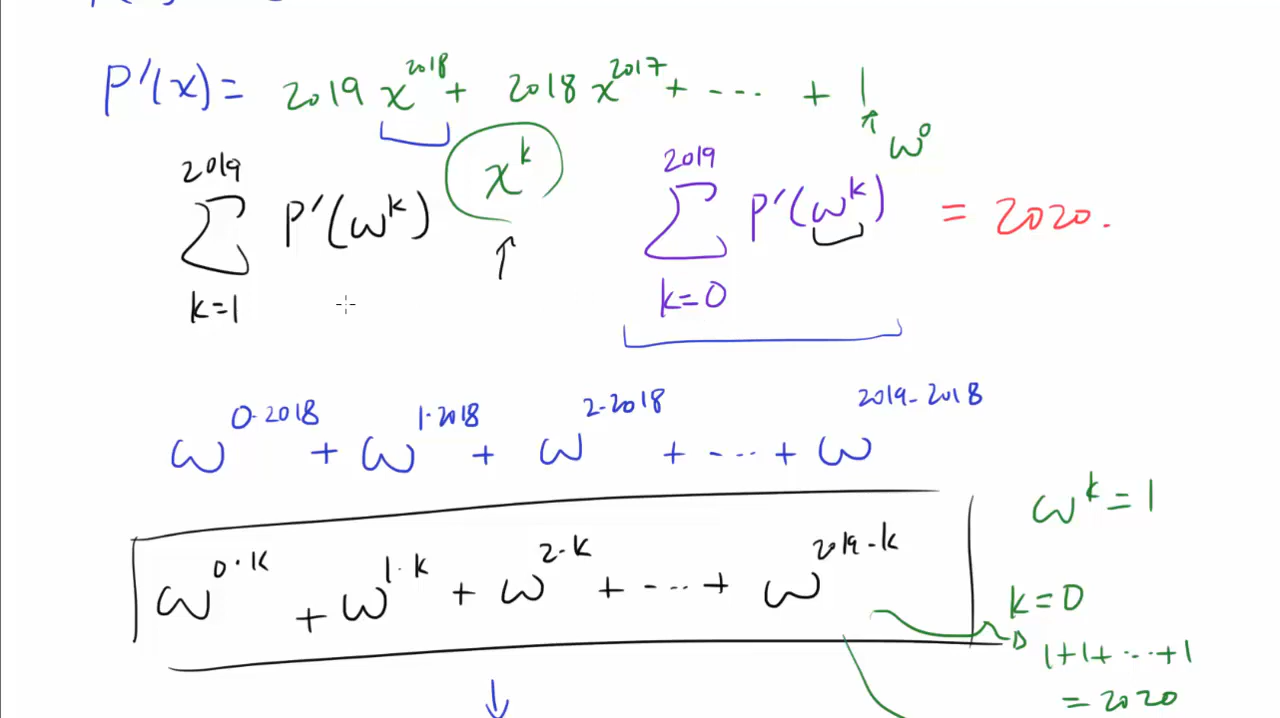 P'(x) = 2019 x^2018 + 2018 x^2017 + ... + 1
ω^0
x^k
2019 Σ k=1 P'(ω^k)
2019 Σ k=0 P'(ω^k) = 2020.
ω^0·2018 + ω^1·2018 + ω^2·2018 + ... + ω^2019·2018
ω^k = 1
ω^0·k + ω^1·k + ω^2·k + ... + ω^2019·k
k = 0
1+1+ ... +1
= 2020